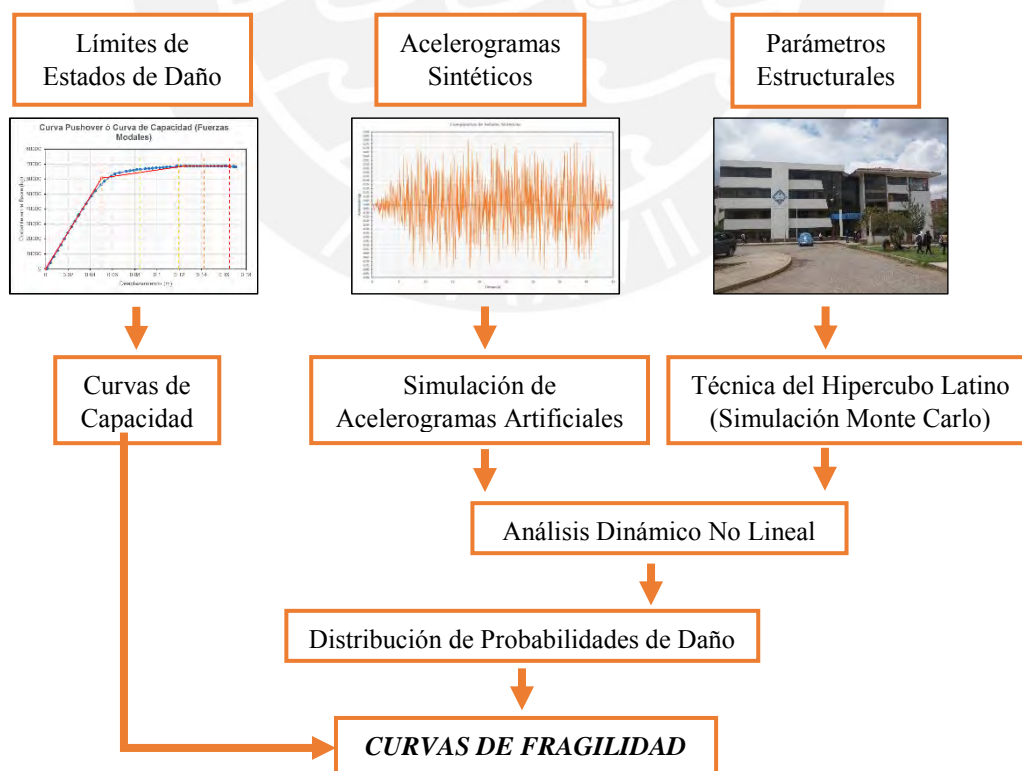 Límites de
Estados de Daño
Acelerogramas
Sintéticos
Parámetros
Estructurales
Curva Pushover ó Curva de Capacidad (Fuerzas
Modales)
Desplazamiento (m)
Curvas de
Capacidad
Simulación de
Acelerogramas Artificiales
Técnica del Hipercubo Latino
(Simulación Monte Carlo)
Análisis Dinámico No Lineal
Distribución de Probabilidades de Daño
CURVAS DE FRAGILIDAD